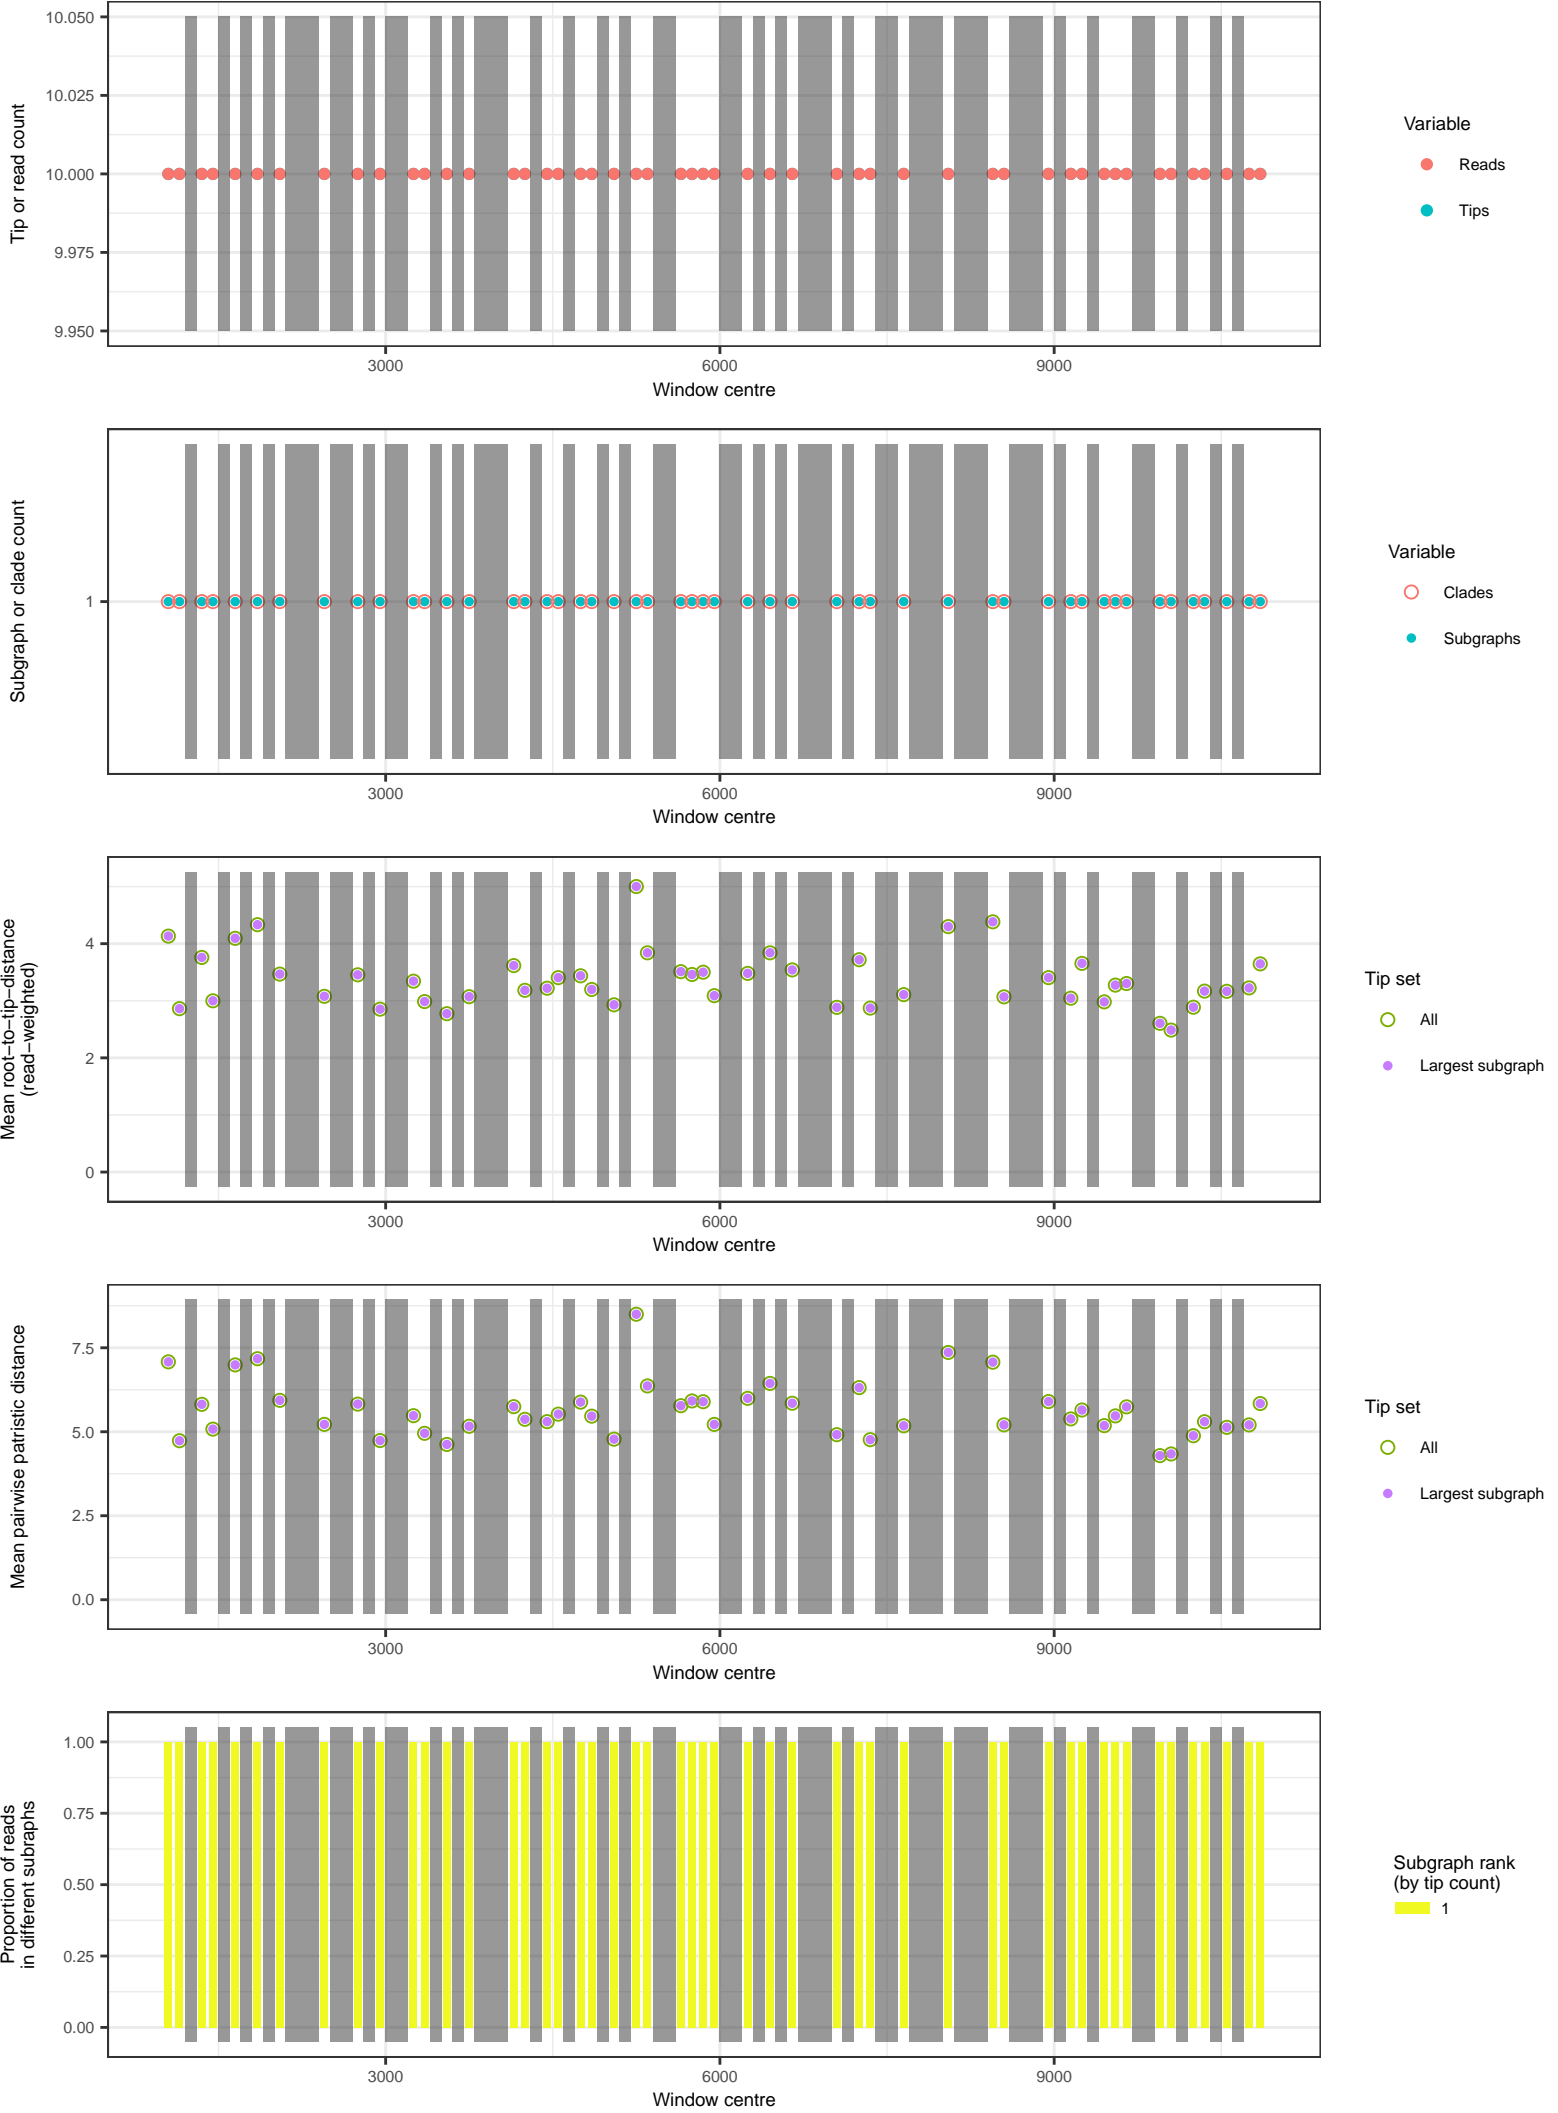 10.050
10.025
10.000
9.975
9.950
Tip or read count
3000
6000
9000
Window centre
Variable
Reads
Tips
1
Subgraph or clade count
3000
6000
9000
Window centre
Variable
Clades
Subgraphs
4
2
0
Mean root−to−tip−distance
(read−weighted)
3000
6000
9000
Window centre
Tip set
All
Largest subgraph
7.5
5.0
2.5
0.0
Mean pairwise patristic distance
3000
6000
9000
Window centre
Tip set
All
Largest subgraph
1.00
0.75
0.50
0.25
0.00
Proportion of reads
in different subraphs
3000
6000
9000
Window centre
Subgraph rank
(by tip count)
1